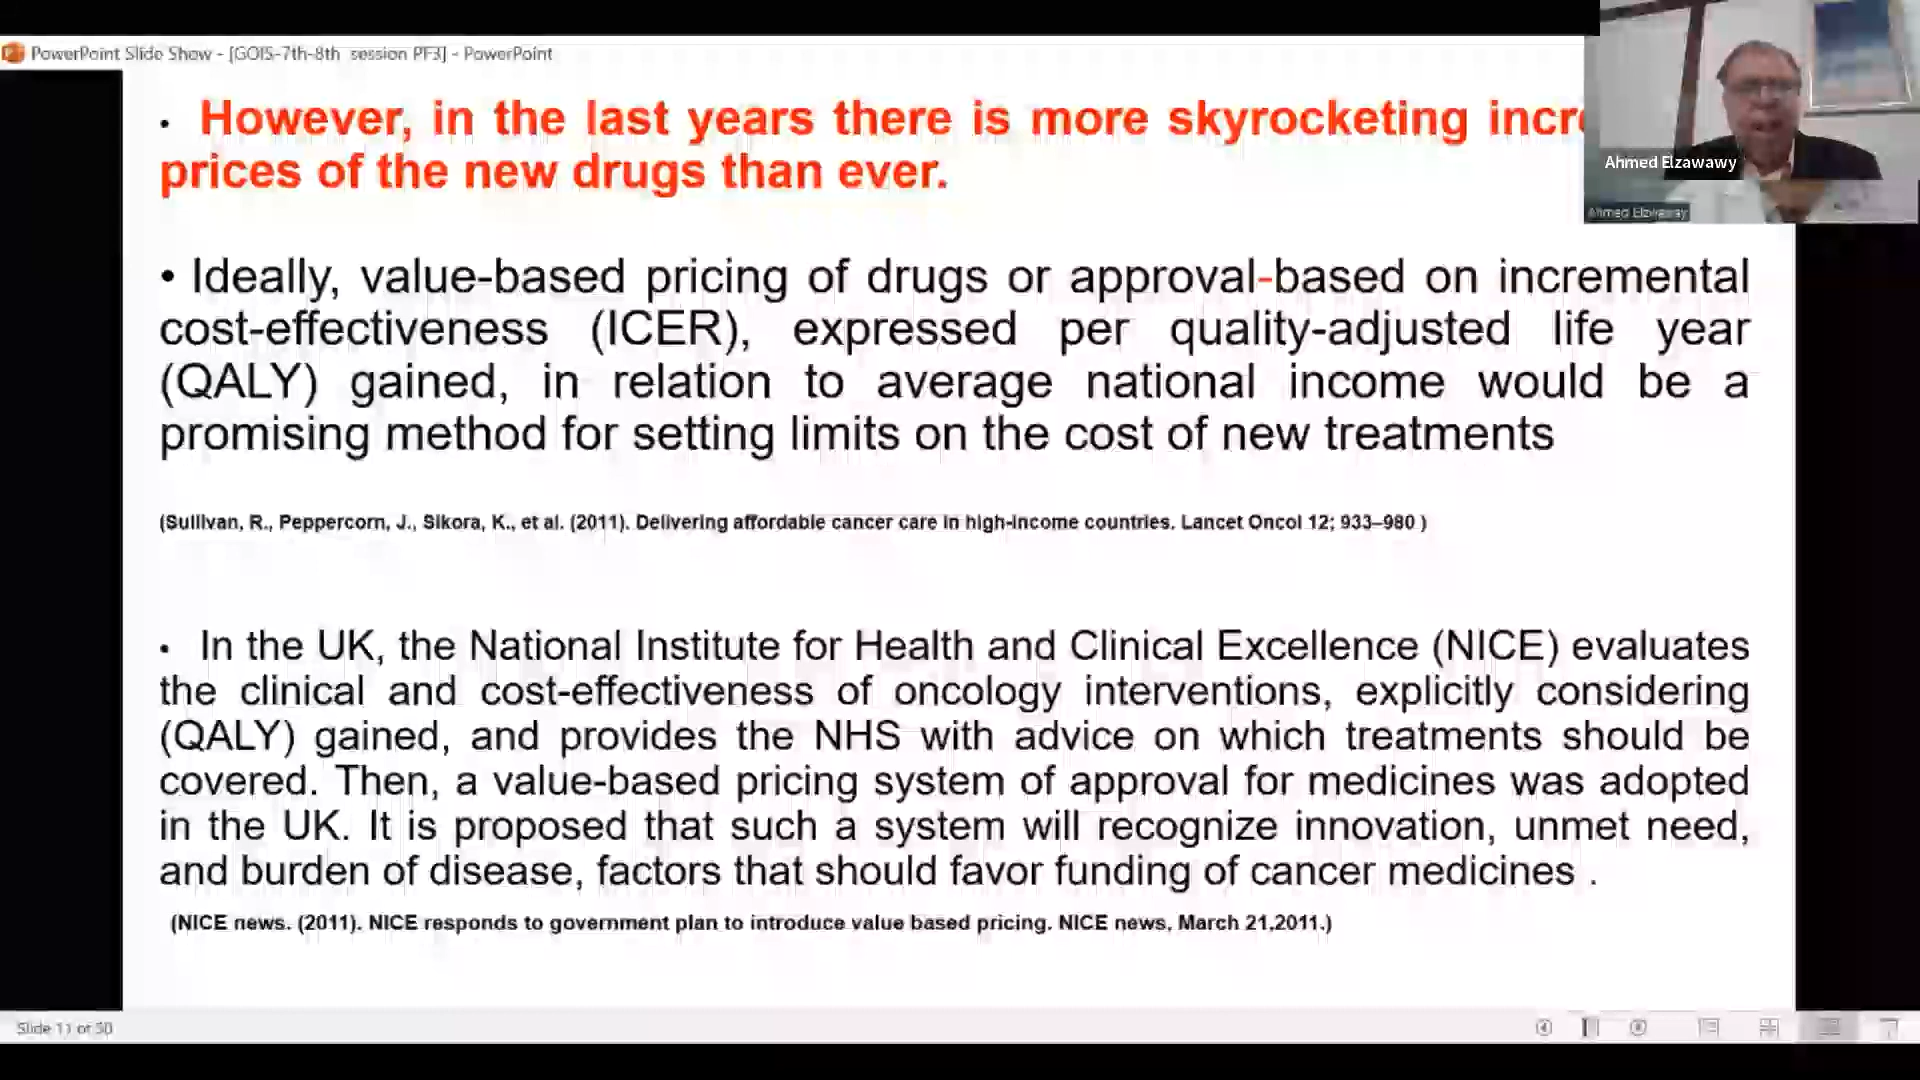 PowerPoint Slide Show - [GOIS-7th-8th session PF3] - PowerPoint
• However, in the last years there is more skyrocketing
prices of the new drugs than ever.
Ahmed Elzawawy
Ahmed Elzawawy
• Ideally, value-based pricing of drugs or approval-based on incremental
cost-effectiveness (ICER), expressed per quality-adjusted life year
(QALY) gained, in relation to average national income would be a
promising method for setting limits on the cost of new treatments
(Sullivan, R., Peppercorn, J., Sikora, K., et al. (2011). Delivering affordable cancer care in high-income countries. Lancet Oncol 12; 933–980 )
• In the UK, the National Institute for Health and Clinical Excellence (NICE) evaluates
the clinical and cost-effectiveness of oncology interventions, explicitly considering
(QALY) gained, and provides the NHS with advice on which treatments should be
covered. Then, a value-based pricing system of approval for medicines was adopted
in the UK. It is proposed that such a system will recognize innovation, unmet need,
and burden of disease, factors that should favor funding of cancer medicines .
(NICE news. (2011). NICE responds to government plan to introduce value based pricing. NICE news, March 21,2011.)
Slide 11 of 50